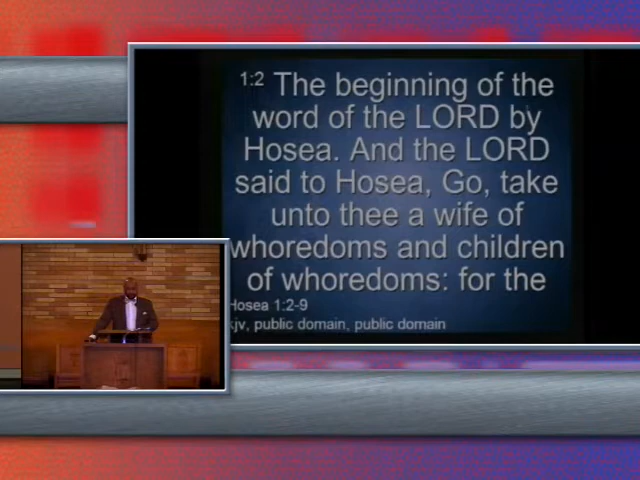 1:2 The beginning of the
word of the LORD by
Hosea. And the LORD
said to Hosea, Go, take
unto thee a wife of
whoredoms and children
of whoredoms: for the
Hosea 1:2-9
kjv, public domain, public domain